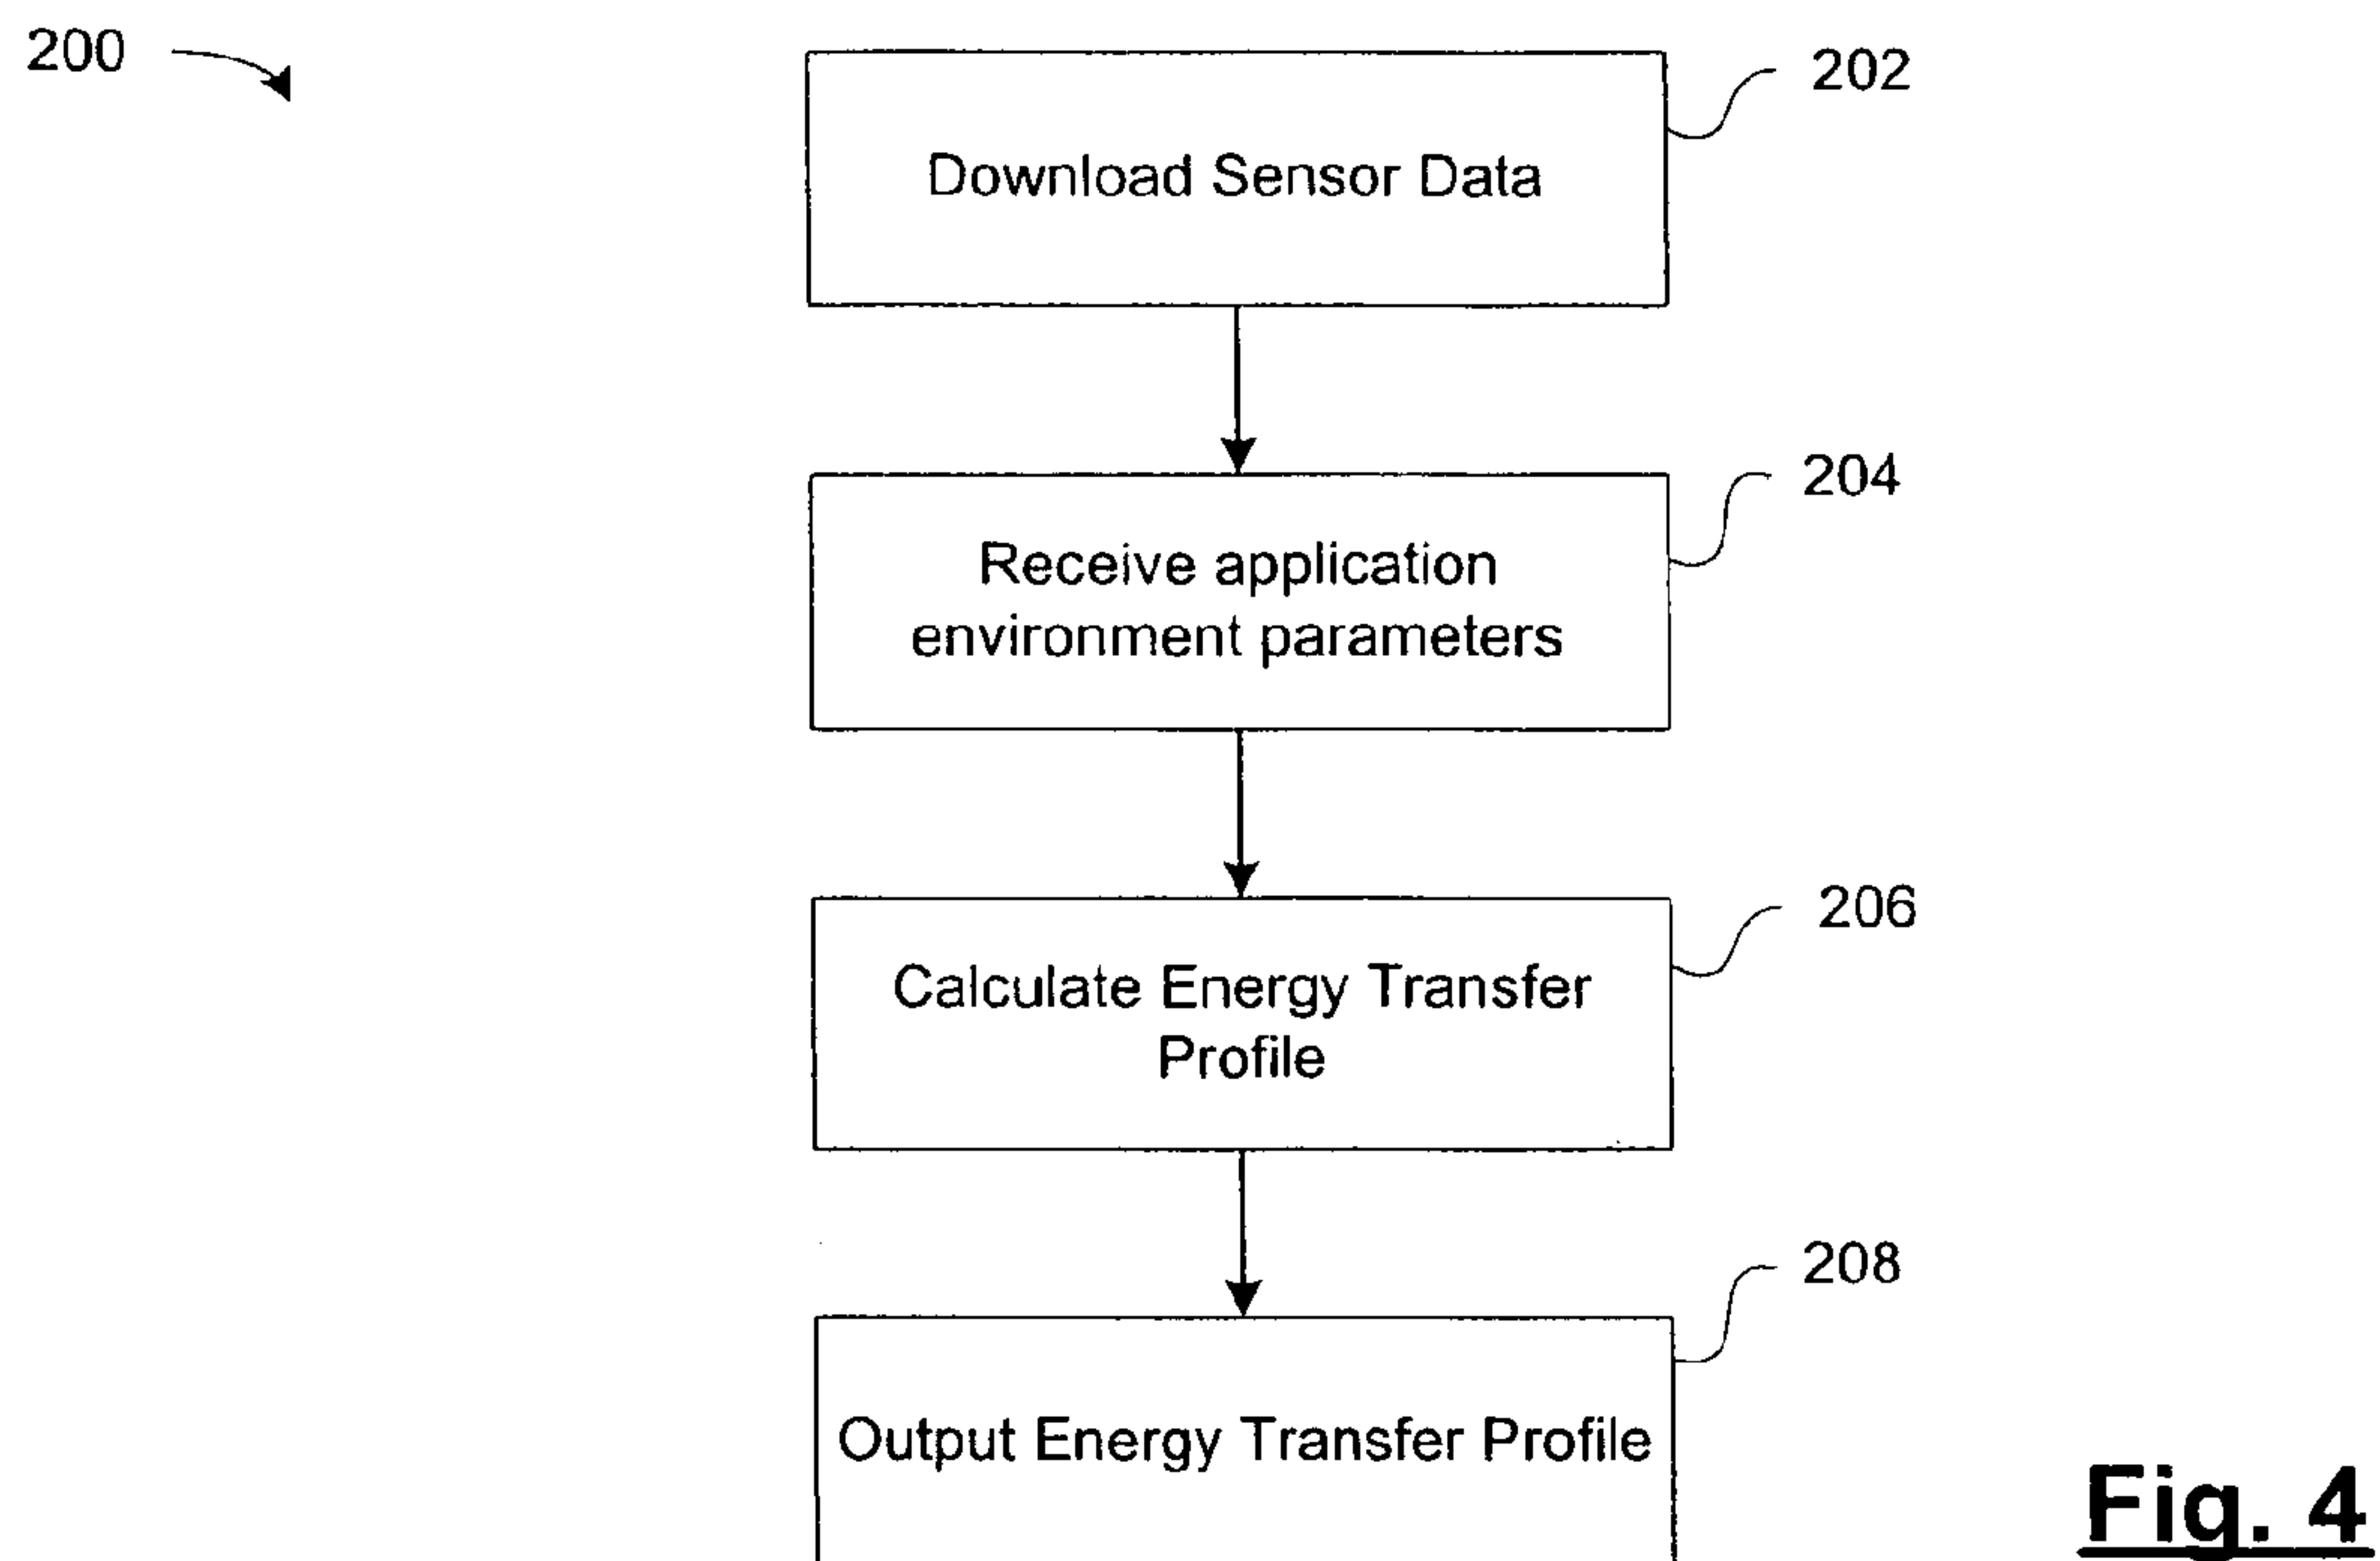 200
202
Download Sensor Data
204
Receive application
environment parameters
206
Calculate Energy Transfer
Profile
208
Output Energy Transfer Profile
Fig. 4